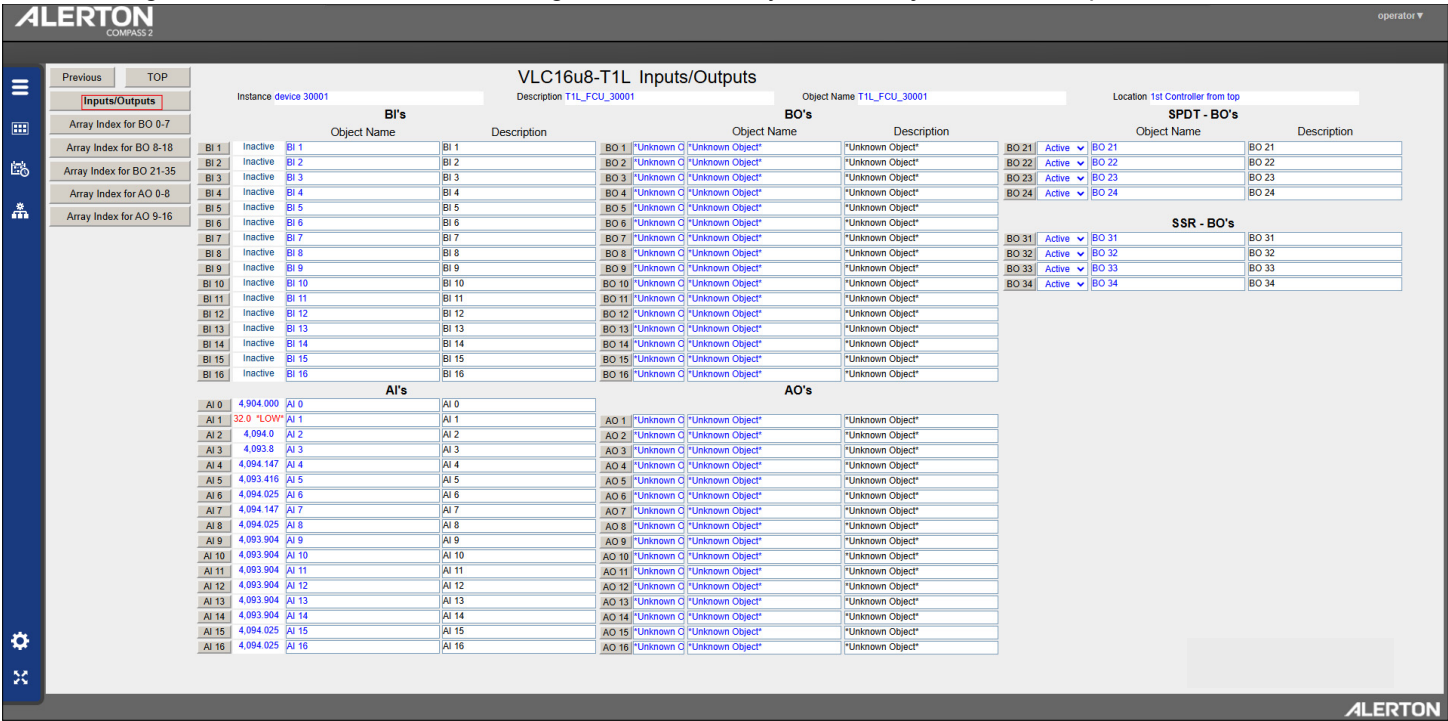 ALERTON
COMPASS 2
operator▼
Previous TOP
VLC16u8-T1L Inputs/Outputs
Inputs/Outputs
Instance device 30001 Description T1L_FCU_30001 Object Name T1L_FCU_30001 Location 1st Controller from top
Array Index for BO 0-7
Array Index for BO 8-18
Array Index for BO 21-35
Array Index for AO 0-8
Array Index for AO 9-16
BI's BO's SPDT - BO's
Object Name Description Object Name Description Object Name Description
BI 1 Inactive BI 1 BI 1 BO 1 *Unknown O *Unknown Object* *Unknown Object* BO 21 Active BO 21 BO 21
BI 2 Inactive BI 2 BI 2 BO 2 *Unknown O *Unknown Object* *Unknown Object* BO 22 Active BO 22 BO 22
BI 3 Inactive BI 3 BI 3 BO 3 *Unknown O *Unknown Object* *Unknown Object* BO 23 Active BO 23 BO 23
BI 4 Inactive BI 4 BI 4 BO 4 *Unknown O *Unknown Object* *Unknown Object* BO 24 Active BO 24 BO 24
BI 5 Inactive BI 5 BI 5 BO 5 *Unknown O *Unknown Object* *Unknown Object*
BI 6 Inactive BI 6 BI 6 BO 6 *Unknown O *Unknown Object* *Unknown Object* SSR - BO's
BI 7 Inactive BI 7 BI 7 BO 7 *Unknown O *Unknown Object* *Unknown Object* BO 31 Active BO 31 BO 31
BI 8 Inactive BI 8 BI 8 BO 8 *Unknown O *Unknown Object* *Unknown Object* BO 32 Active BO 32 BO 32
BI 9 Inactive BI 9 BI 9 BO 9 *Unknown O *Unknown Object* *Unknown Object* BO 33 Active BO 33 BO 33
BI 10 Inactive BI 10 BI 10 BO 10 *Unknown O *Unknown Object* *Unknown Object* BO 34 Active BO 34 BO 34
BI 11 Inactive BI 11 BI 11 BO 11 *Unknown O *Unknown Object* *Unknown Object*
BI 12 Inactive BI 12 BI 12 BO 12 *Unknown O *Unknown Object* *Unknown Object*
BI 13 Inactive BI 13 BI 13 BO 13 *Unknown O *Unknown Object* *Unknown Object*
BI 14 Inactive BI 14 BI 14 BO 14 *Unknown O *Unknown Object* *Unknown Object*
BI 15 Inactive BI 15 BI 15 BO 15 *Unknown O *Unknown Object* *Unknown Object*
BI 16 Inactive BI 16 BI 16 BO 16 *Unknown O *Unknown Object* *Unknown Object*
AI's AO's
AI 0 4,904.000 AI 0 AI 0
AI 1 32.0 *LOW* AI 1 AI 1 AO 1 *Unknown O *Unknown Object* *Unknown Object*
AI 2 4,094.0 AI 2 AI 2 AO 2 *Unknown O *Unknown Object* *Unknown Object*
AI 3 4,093.8 AI 3 AI 3 AO 3 *Unknown O *Unknown Object* *Unknown Object*
AI 4 4,094.147 AI 4 AI 4 AO 4 *Unknown O *Unknown Object* *Unknown Object*
AI 5 4,093.416 AI 5 AI 5 AO 5 *Unknown O *Unknown Object* *Unknown Object*
AI 6 4,094.025 AI 6 AI 6 AO 6 *Unknown O *Unknown Object* *Unknown Object*
AI 7 4,094.147 AI 7 AI 7 AO 7 *Unknown O *Unknown Object* *Unknown Object*
AI 8 4,094.025 AI 8 AI 8 AO 8 *Unknown O *Unknown Object* *Unknown Object*
AI 9 4,093.904 AI 9 AI 9 AO 9 *Unknown O *Unknown Object* *Unknown Object*
AI 10 4,093.904 AI 10 AI 10 AO 10 *Unknown O *Unknown Object* *Unknown Object*
AI 11 4,093.904 AI 11 AI 11 AO 11 *Unknown O *Unknown Object* *Unknown Object*
AI 12 4,093.904 AI 12 AI 12 AO 12 *Unknown O *Unknown Object* *Unknown Object*
AI 13 4,093.904 AI 13 AI 13 AO 13 *Unknown O *Unknown Object* *Unknown Object*
AI 14 4,093.904 AI 14 AI 14 AO 14 *Unknown O *Unknown Object* *Unknown Object*
AI 15 4,094.025 AI 15 AI 15 AO 15 *Unknown O *Unknown Object* *Unknown Object*
AI 16 4,094.025 AI 16 AI 16 AO 16 *Unknown O *Unknown Object* *Unknown Object*
ALERTON